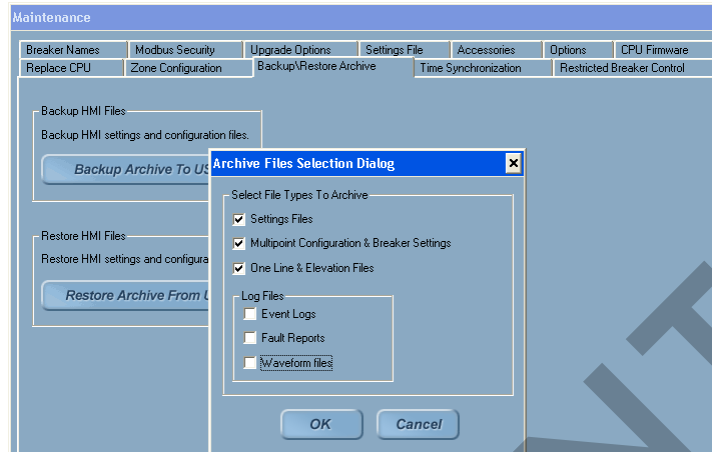 Maintenance
Breaker Names Modbus Security Upgrade Options Settings File Accessories Options CPU Firmware
Replace CPU Zone Configuration Backup\Restore Archive Time Synchronization Restricted Breaker Control
Backup HMI Files
Backup HMI settings and configuration files.
Backup Archive To US
Archive Files Selection Dialog
Select File Types To Archive
Settings Files
Multipoint Configuration & Breaker Settings
One Line & Elevation Files
Log Files
Event Logs
Fault Reports
Waveform files
OK Cancel
Restore HMI Files
Restore HMI settings and configura
Restore Archive From U